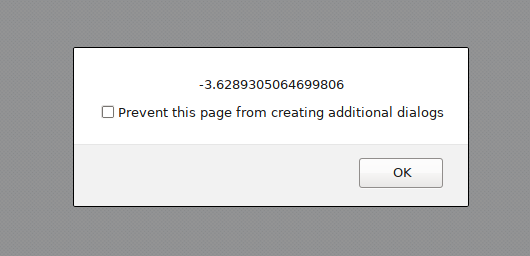 -3.6289305064699806
Prevent this page from creating additional dialogs
OK